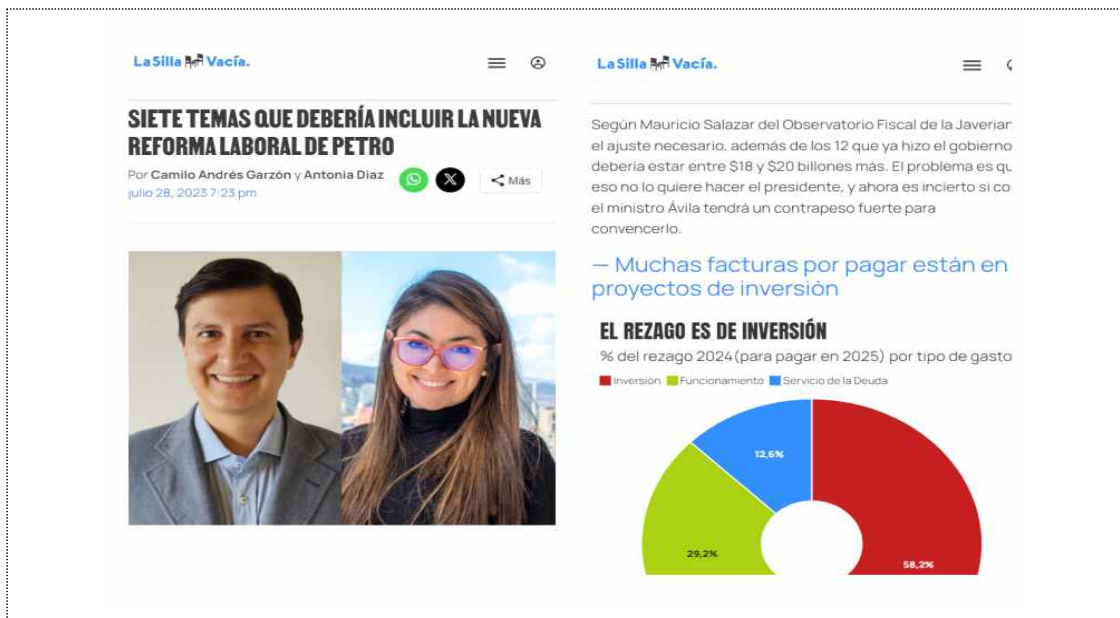 La Silla Vacía.
SIETE TEMAS QUE DEBERÍA INCLUIR LA NUEVA
REFORMA LABORAL DE PETRO
Por Camilo Andrés Garzón y Antonia Diaz
julio 28, 2023 7:23 pm
Más
La Silla Vacía.
Según Mauricio Salazar del Observatorio Fiscal de la Javerian
el ajuste necesario, además de los 12 que ya hizo el gobierno
debería estar entre $18 y $20 billones más. El problema es qu
eso no lo quiere hacer el presidente, y ahora es incierto si co
el ministro Ávila tendrá un contrapeso fuerte para
convencerlo.
— Muchas facturas por pagar están en
proyectos de inversión
EL REZAGO ES DE INVERSIÓN
% del rezago 2024(para pagar en 2025) por tipo de gasto
Inversión Funcionamiento Servicio de la Deuda
12,6%
29,2%
58,2%